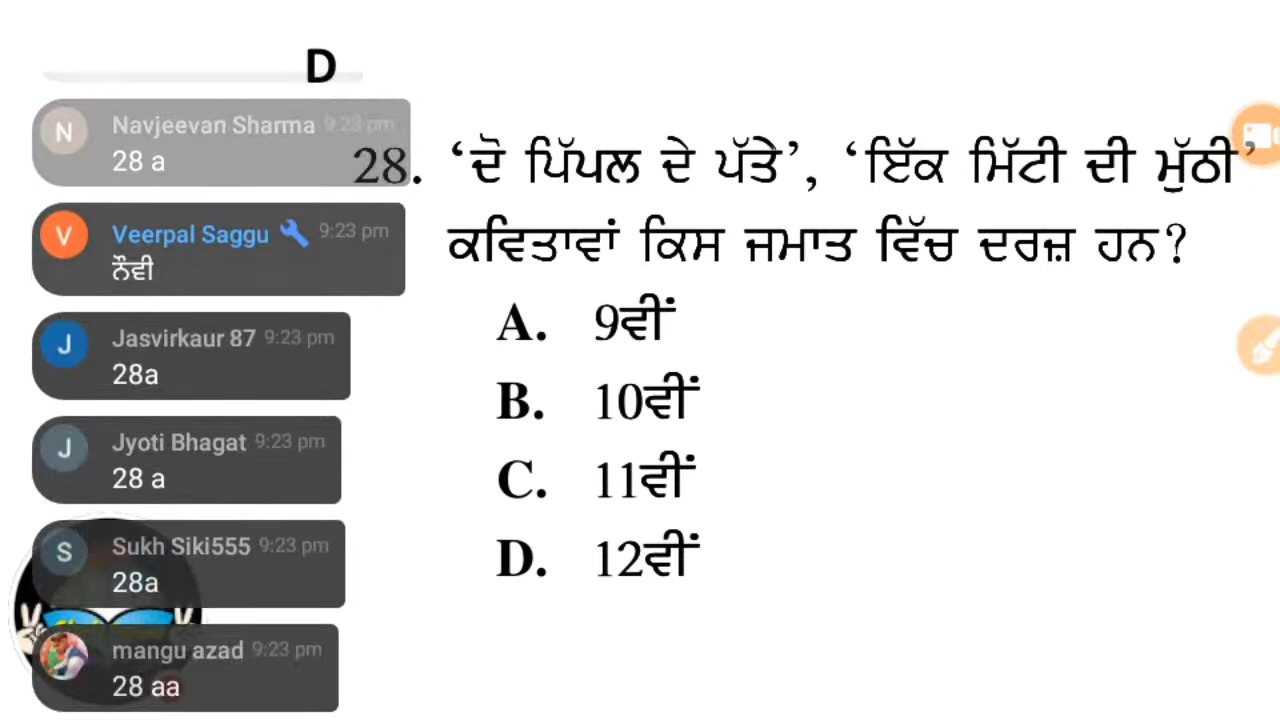 D
Navjeevan Sharma 9:23 pm
28 a
Veerpal Saggu 9:23 pm
ਨੌਵੀ
Jasvirkaur 87 9:23 pm
28a
Jyoti Bhagat 9:23 pm
28 a
Sukh Siki555 9:23 pm
28a
mangu azad 9:23 pm
28 aa
28. ‘ਦੋ ਪਿੱਪਲ ਦੇ ਪੱਤੇ’, ‘ਇੱਕ ਮਿੱਟੀ ਦੀ ਮੁੱਠੀ’
ਕਵਿਤਾਵਾਂ ਕਿਸ ਜਮਾਤ ਵਿੱਚ ਦਰਜ਼ ਹਨ?
A. 9ਵੀਂ
B. 10ਵੀਂ
C. 11ਵੀਂ
D. 12ਵੀਂ